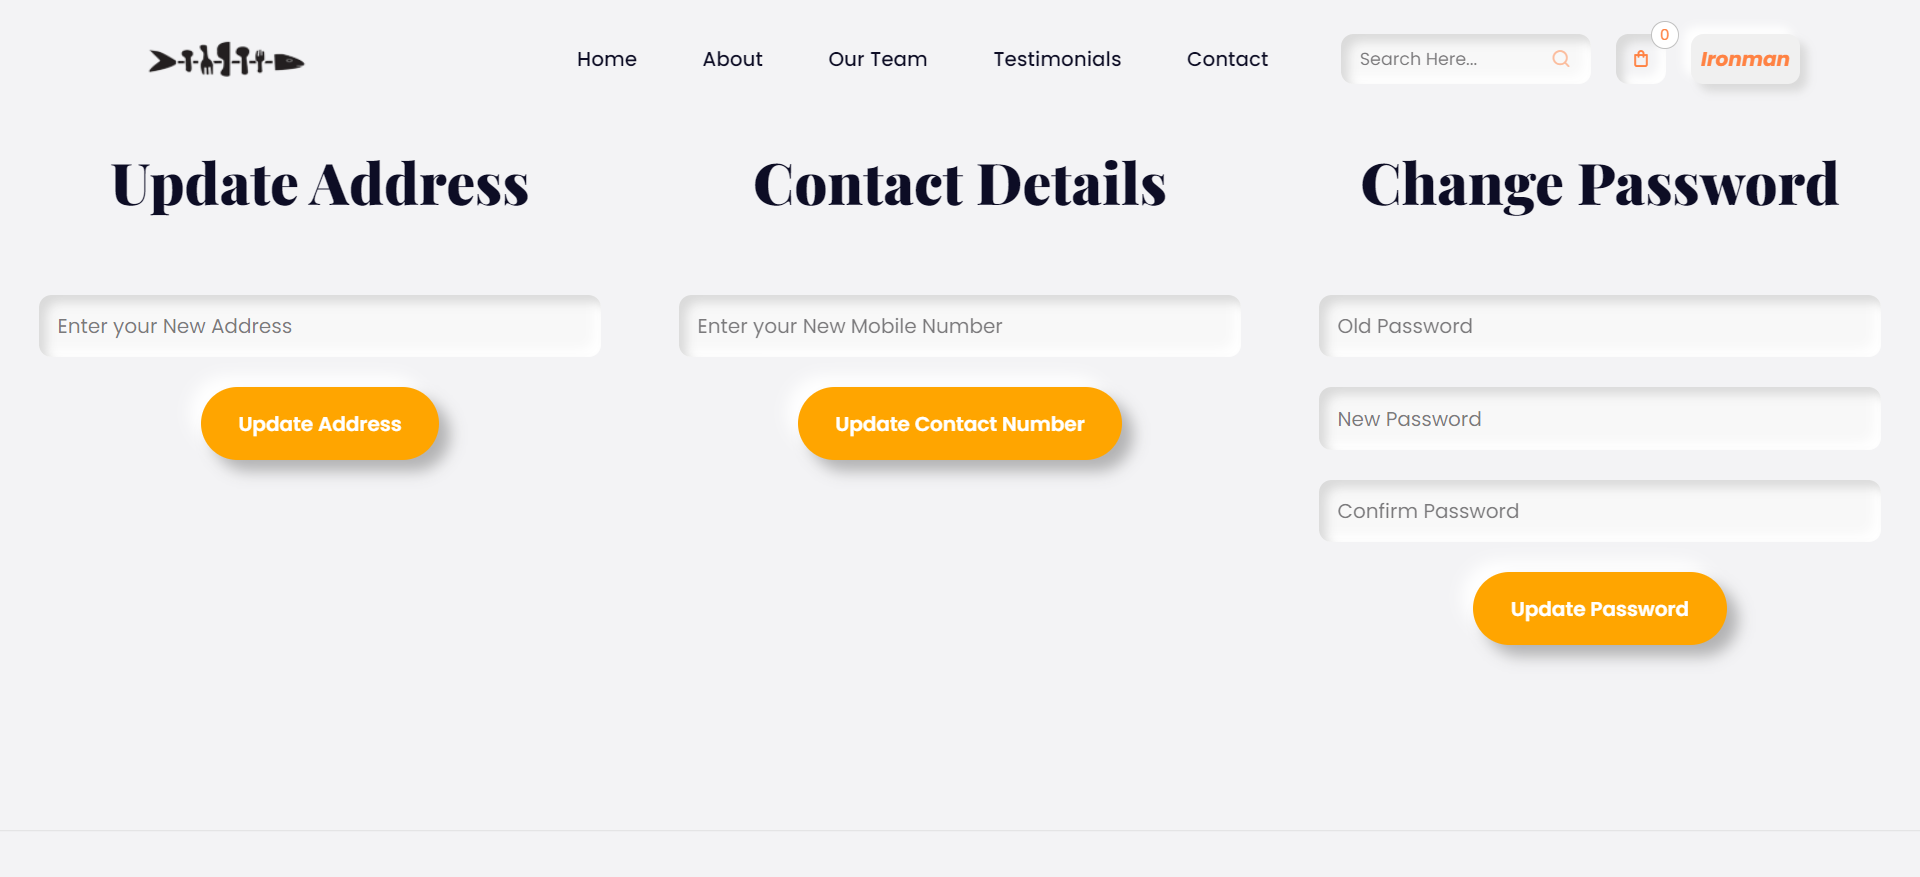 Home About Our Team Testimonials Contact Search Here... 0 Ironman
Update Address
Enter your New Address
Update Address
Contact Details
Enter your New Mobile Number
Update Contact Number
Change Password
Old Password
New Password
Confirm Password
Update Password